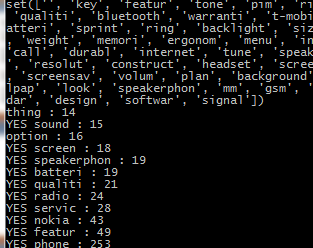 set(['', 'key', 'featur', 'tone', 'pim', 'ri
'qualiti', 'bluetooth', 'warranti', 't-mobi
atteri', 'sprint', 'ring', 'backlight', 'siz
, 'weight', 'memori', 'ergonom', 'menu', 'in
'call', 'durabl', 'internet', 'tune', 'speak
, 'resolut', 'construct', 'headset', 'scree
, 'screensav', 'volum', 'plan', 'background'
lpap', 'look', 'speakerphon', 'mm', 'gsm', '
dar', 'design', 'softwar', 'signal'])
thing : 14
YES sound : 15
option : 16
YES screen : 18
YES speakerphon : 19
YES batteri : 19
YES qualiti : 21
YES radio : 24
YES servic : 28
YES nokia : 43
YES featur : 49
YES phone : 253